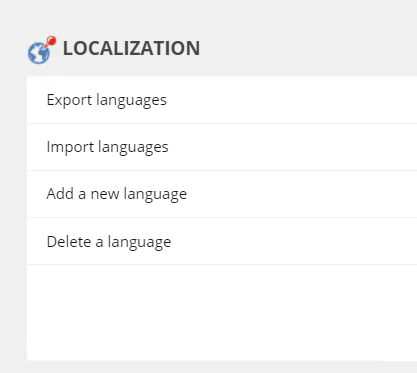 LOCALIZATION
Export languages
Import languages
Add a new language
Delete a language